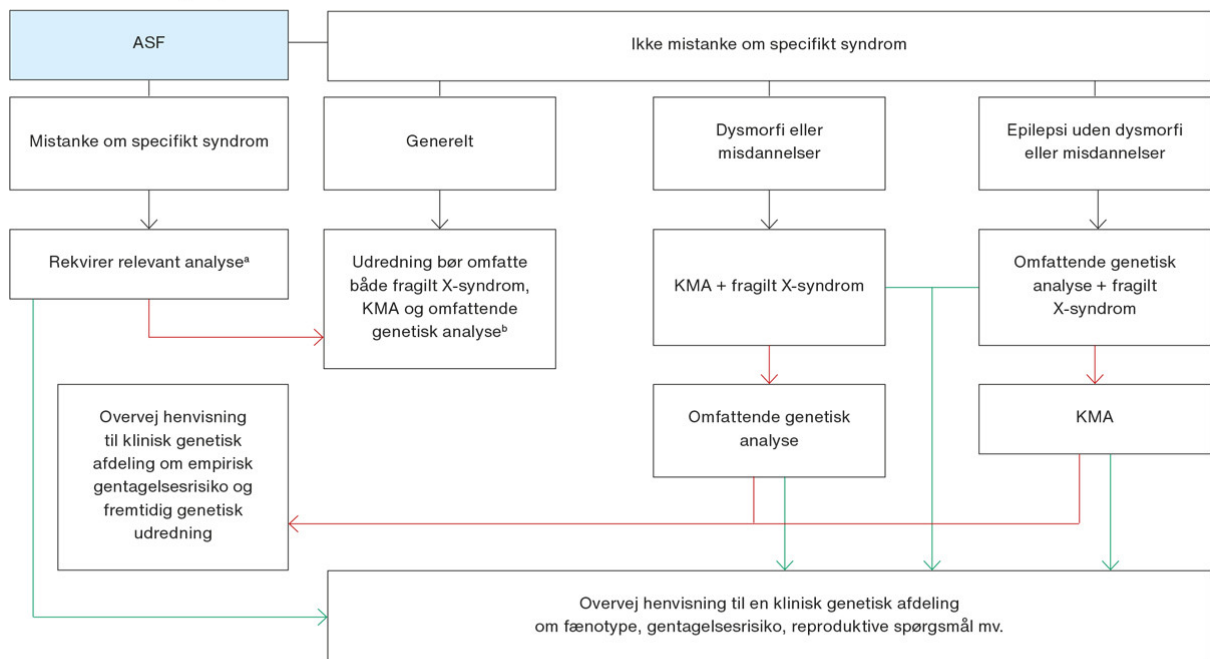 ASF
Ikke mistanke om specifikt syndrom
Mistanke om specifikt syndrom
Generelt
Dysmorfi eller
misdannelser
Epilepsi uden dysmorfi
eller misdannelser
Rekvirer relevant analyseᵃ
Udredning bør omfatte
både fragilt X-syndrom,
KMA og omfattende
genetisk analyseᵇ
KMA + fragilt X-syndrom
Omfattende genetisk
analyse + fragilt
X-syndrom
Overvej henvisning
til klinisk genetisk
afdeling om empirisk
gentagelsesrisiko og
fremtidig genetisk
udredning
Omfattende genetisk
analyse
KMA
Overvej henvisning til en klinisk genetisk afdeling
om fænotype, gentagelsesrisiko, reproduktive spørgsmål mv.